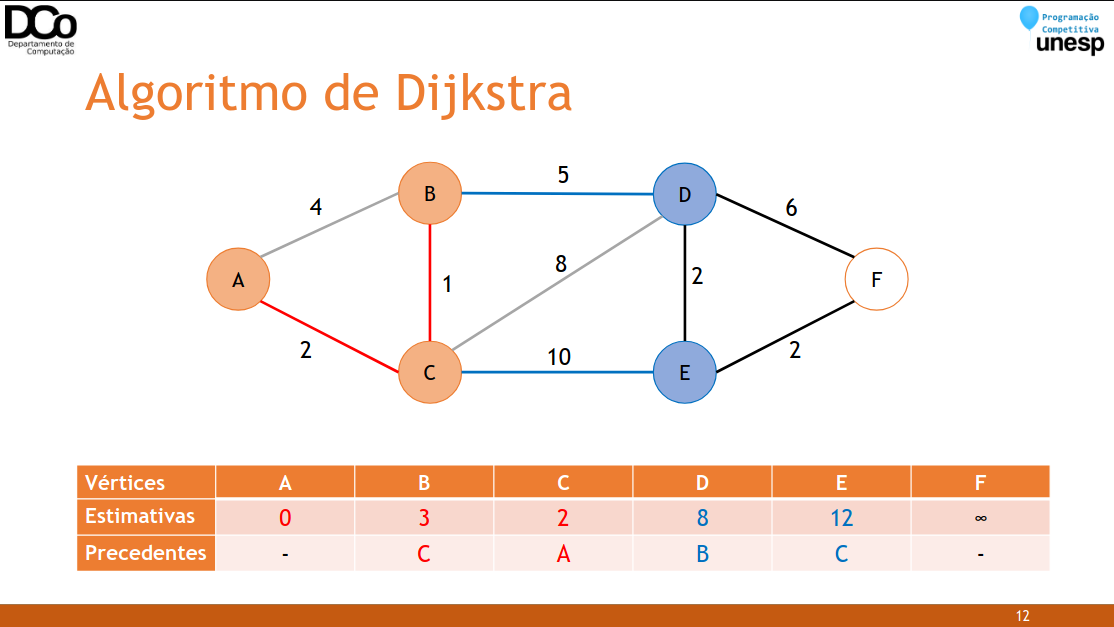 DCo
Departamento de
Computação
Programação
Competitiva
unesp
Algoritmo de Dijkstra
B
5
D
4
6
A
8
1
2
F
2
10
2
C
E
Vértices A B C D E F
Estimativas 0 3 2 8 12 ∞
Precedentes - C A B C -
12